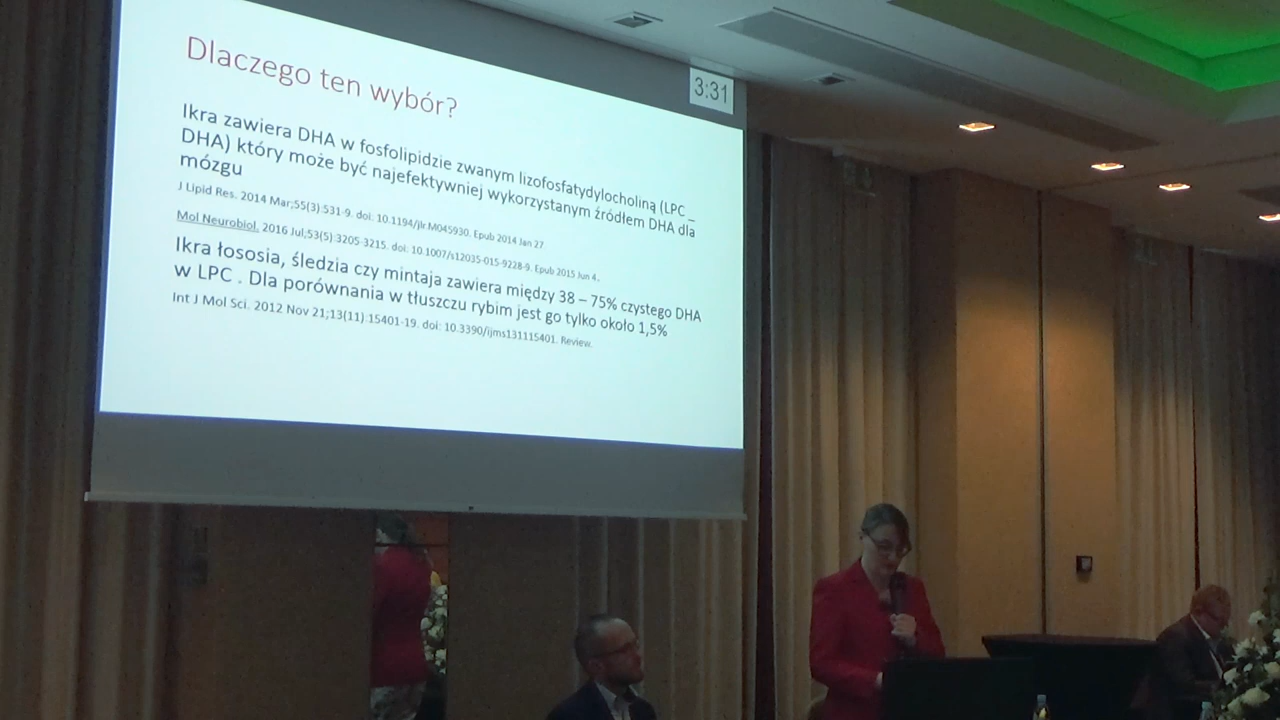 Dlaczego ten wybór?
3:31
Ikra zawiera DHA w fosfolipidzie zwanym lizofosfatydylocholiną (LPC _
DHA) który może być najefektywniej wykorzystanym źródłem DHA dla
mózgu
J Lipid Res. 2014 Mar;55(3):531-9. doi: 10.1194/jlr.M045930. Epub 2014 Jan 27
Mol Neurobiol. 2016 Jul;53(5):3205-3215. doi: 10.1007/s12035-015-9228-9. Epub 2015 Jun 4..
Ikra łososia, śledzia czy mintaja zawiera między 38 – 75% czystego DHA
w LPC . Dla porównania w tłuszczu rybim jest go tylko około 1,5%
Int J Mol Sci. 2012 Nov 21;13(11):15401-19. doi: 10.3390/ijms131115401. Review.